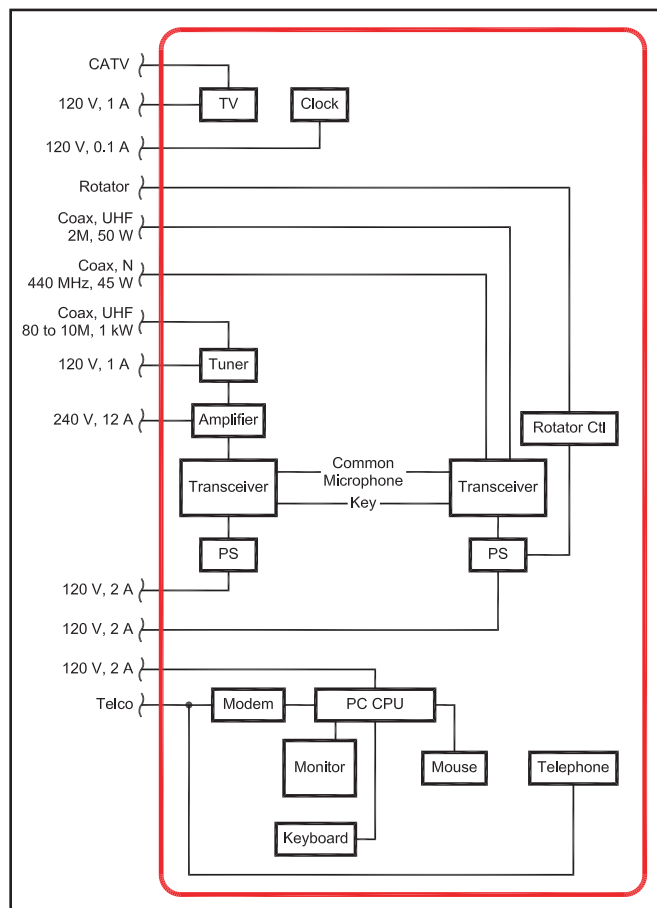 CATV
120 V, 1 A
TV
Clock
120 V, 0.1 A
Rotator
Coax, UHF
2M, 50 W
Coax, N
440 MHz, 45 W
Coax, UHF
80 to 10M, 1 kW
120 V, 1 A
Tuner
240 V, 12 A
Amplifier
Rotator Ctl
Transceiver
Common
Microphone
Key
Transceiver
PS
PS
120 V, 2 A
120 V, 2 A
120 V, 2 A
Telco
Modem
PC CPU
Monitor
Mouse
Telephone
Keyboard